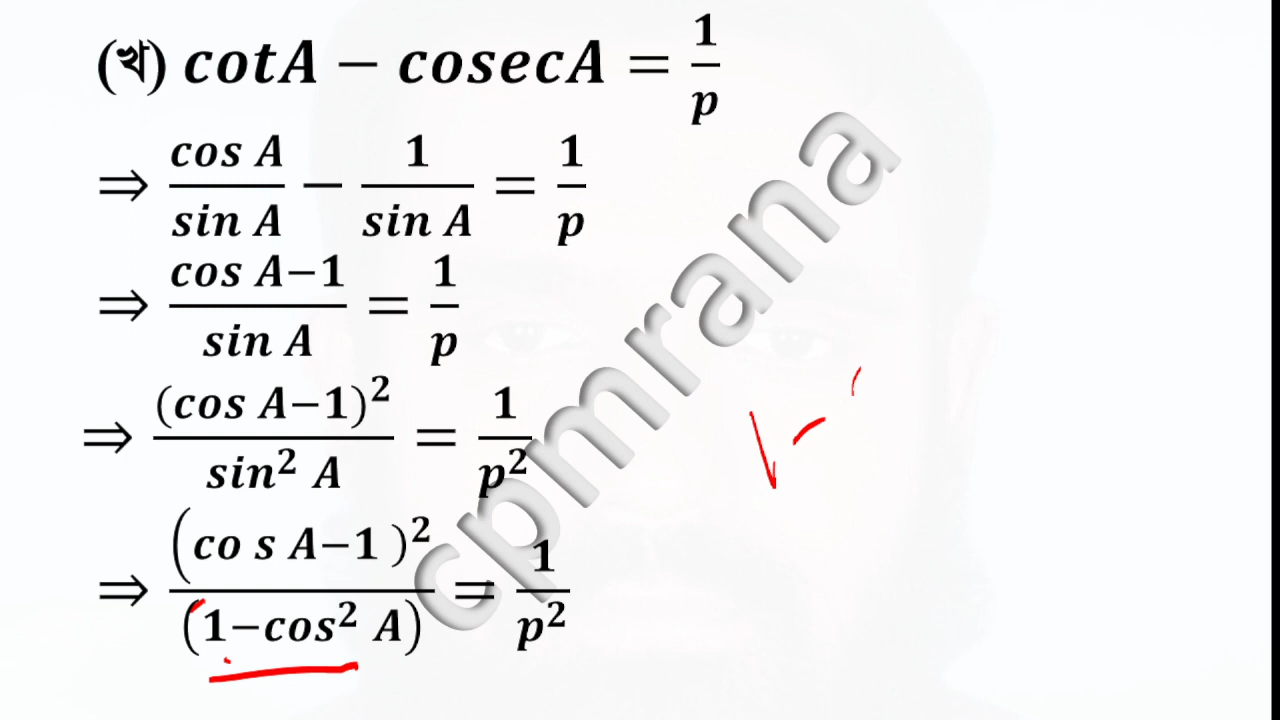 (খ) cotA − cosecA = 1/p
⇒ cos A/sin A − 1/sin A = 1/p
⇒ cos A−1/sin A = 1/p
⇒ (cos A−1)²/sin² A = 1/p²
⇒ (co s A−1 )²/(1−cos² A) = 1/p²
cpmrana